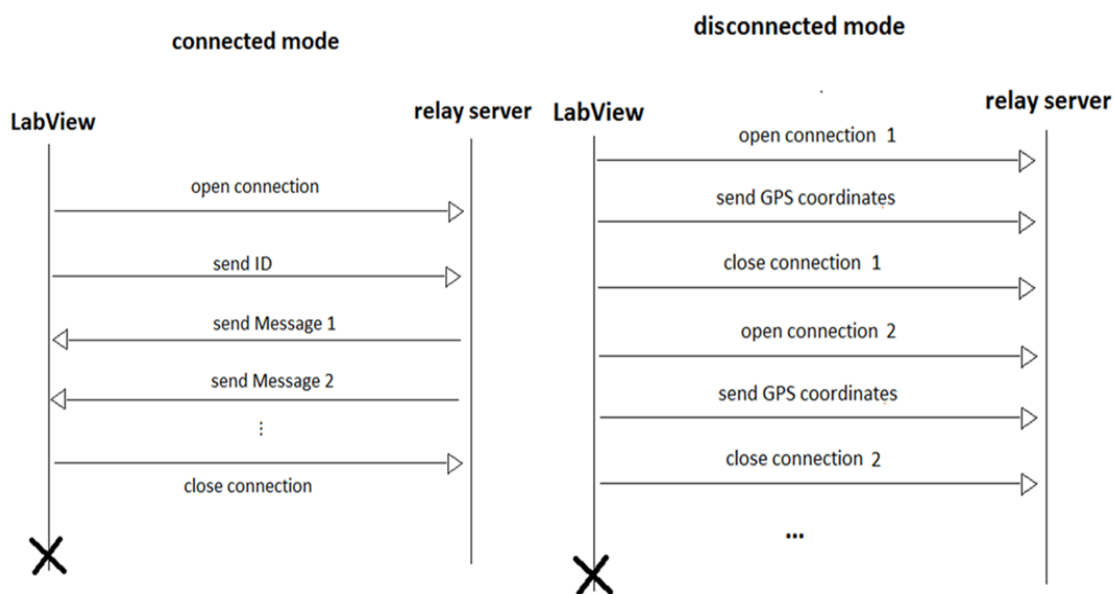 connected mode
LabView
relay server
open connection
send ID
send Message 1
send Message 2
⋮
close connection
disconnected mode
LabView
relay server
open connection 1
send GPS coordinates
close connection 1
open connection 2
send GPS coordinates
close connection 2
...